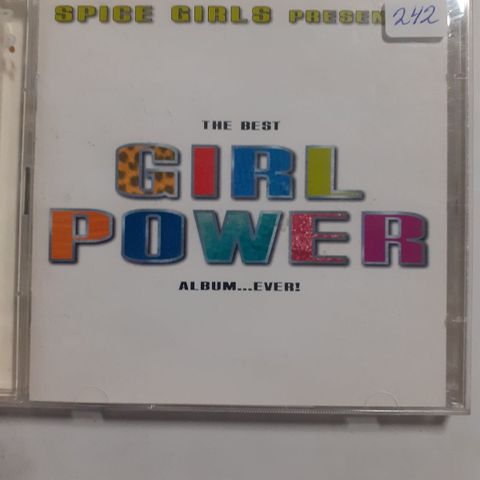 SPICE GIRLS PRESEN
242
THE BEST
GIRL
POWER
ALBUM...EVER!